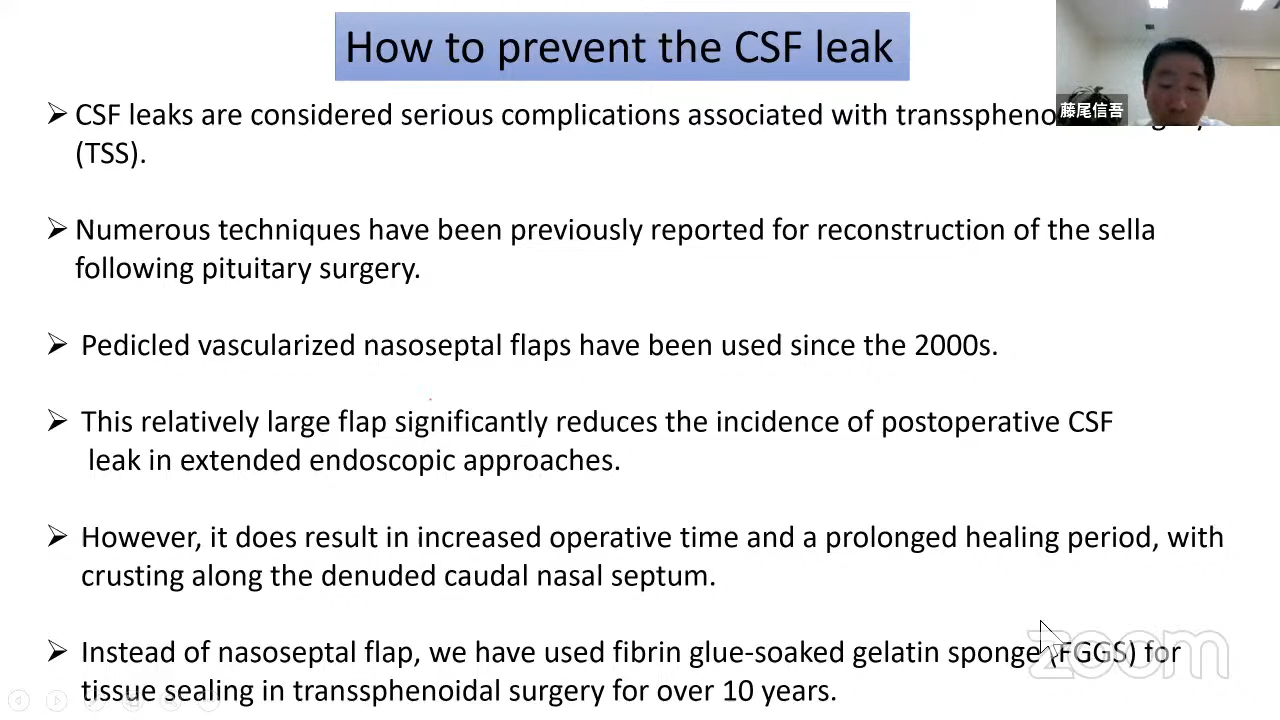 How to prevent the CSF leak
藤尾信吾
➢ CSF leaks are considered serious complications associated with
(TSS).
➢ Numerous techniques have been previously reported for reconstruction of the sella
following pituitary surgery.
➢ Pedicled vascularized nasoseptal flaps have been used since the 2000s.
➢ This relatively large flap significantly reduces the incidence of postoperative CSF
leak in extended endoscopic approaches.
➢ However, it does result in increased operative time and a prolonged healing period, with
crusting along the denuded caudal nasal septum.
➢ Instead of nasoseptal flap, we have used fibrin glue-soaked gelatin sponge (FGGS) for
tissue sealing in transsphenoidal surgery for over 10 years.
zoom